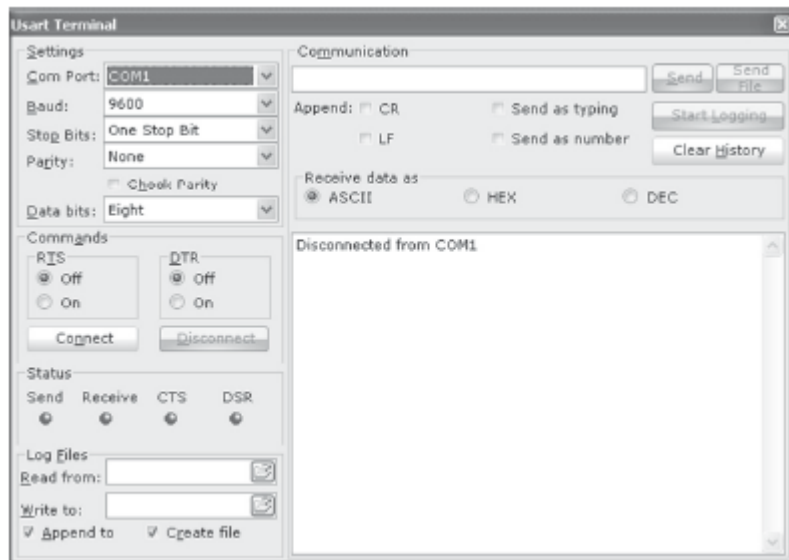 Usart Terminal
Settings
Com Port: COM1
Baud: 9600
Stop Bits: One Stop Bit
Parity: None
Check Parity
Data bits: Eight
Commands
RTS
Off
On
DTR
Off
On
Connect
Disconnect
Status
Send Receive CTS DSR
Log Files
Read from:
Write to:
Append to Create file
Communication
Send
Send File
Append: CR
LF
Send as typing
Send as number
Start Logging
Clear History
Receive data as
ASCII HEX DEC
Disconnected from COM1